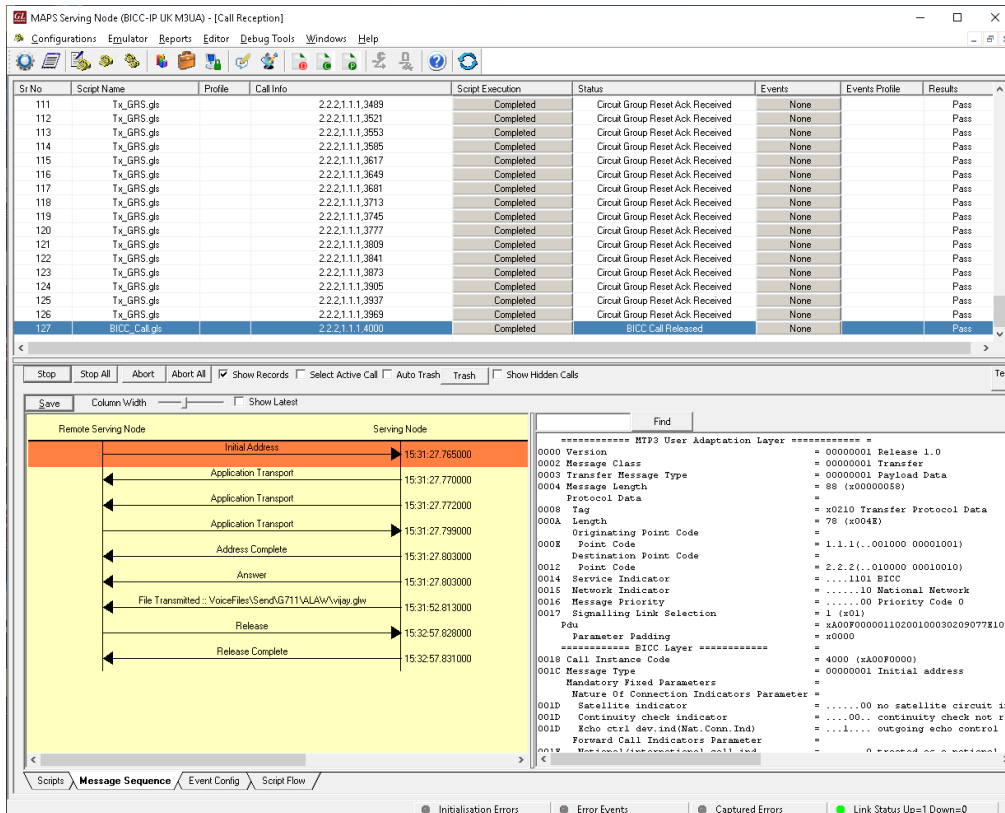 MAPS Serving Node (BICC-IP UK M3UA) - [Call Reception]
Configurations Emulator Reports Editor Debug Tools Windows Help
Sr No Script Name Profile Call Info Script Execution Status Events Events Profile Results
111 Tx_GRS.gls 2.2.2,1.1.1,3489 Completed Circuit Group Reset Ack Received None Pass
112 Tx_GRS.gls 2.2.2,1.1.1,3521 Completed Circuit Group Reset Ack Received None Pass
113 Tx_GRS.gls 2.2.2,1.1.1,3553 Completed Circuit Group Reset Ack Received None Pass
114 Tx_GRS.gls 2.2.2,1.1.1,3585 Completed Circuit Group Reset Ack Received None Pass
115 Tx_GRS.gls 2.2.2,1.1.1,3617 Completed Circuit Group Reset Ack Received None Pass
116 Tx_GRS.gls 2.2.2,1.1.1,3649 Completed Circuit Group Reset Ack Received None Pass
117 Tx_GRS.gls 2.2.2,1.1.1,3681 Completed Circuit Group Reset Ack Received None Pass
118 Tx_GRS.gls 2.2.2,1.1.1,3713 Completed Circuit Group Reset Ack Received None Pass
119 Tx_GRS.gls 2.2.2,1.1.1,3745 Completed Circuit Group Reset Ack Received None Pass
120 Tx_GRS.gls 2.2.2,1.1.1,3777 Completed Circuit Group Reset Ack Received None Pass
121 Tx_GRS.gls 2.2.2,1.1.1,3809 Completed Circuit Group Reset Ack Received None Pass
122 Tx_GRS.gls 2.2.2,1.1.1,3841 Completed Circuit Group Reset Ack Received None Pass
123 Tx_GRS.gls 2.2.2,1.1.1,3873 Completed Circuit Group Reset Ack Received None Pass
124 Tx_GRS.gls 2.2.2,1.1.1,3905 Completed Circuit Group Reset Ack Received None Pass
125 Tx_GRS.gls 2.2.2,1.1.1,3937 Completed Circuit Group Reset Ack Received None Pass
126 Tx_GRS.gls 2.2.2,1.1.1,3969 Completed Circuit Group Reset Ack Received None Pass
127 BICC_Call.gls 2.2.2,1.1.1,4000 Completed BICC Call Released None Pass
Stop Stop All Abort Abort All Show Records Select Active Call Auto Trash Trash Show Hidden Calls Te
Save Column Width Show Latest
Remote Serving Node Serving Node
Initial Address
15:31:27.765000
Application Transport
15:31:27.770000
Application Transport
15:31:27.772000
Application Transport
15:31:27.799000
Address Complete
15:31:27.803000
Answer
15:31:27.803000
File Transmitted :: VoiceFiles\Send\G711\ALAW\vijay.glw
15:31:52.813000
Release
15:32:57.828000
Release Complete
15:32:57.831000
Find
============ MTP3 User Adaptation Layer ============ =
0000 Version = 00000001 Release 1.0
0002 Message Class = 00000001 Transfer
0003 Transfer Message Type = 00000001 Payload Data
0004 Message Length = 88 (x00000058)
Protocol Data =
0008 Tag = x0210 Transfer Protocol Data
000A Length = 78 (x004E)
Originating Point Code =
000E Point Code = 1.1.1(..001000 00001001)
Destination Point Code =
0012 Point Code = 2.2.2(..010000 00010010)
0014 Service Indicator = ....1101 BICC
0015 Network Indicator = ......10 National Network
0016 Message Priority = ......00 Priority Code 0
0017 Signalling Link Selection = 1 (x01)
Pdu = xA00F00000110200100030209077E10
Parameter Padding = x0000
============ BICC Layer ============ =
0018 Call Instance Code = 4000 (xA00F0000)
001C Message Type = 00000001 Initial address
Mandatory Fixed Parameters =
Nature Of Connection Indicators Parameter =
001D Satellite indicator = ......00 no satellite circuit i
001D Continuity check indicator = ....00.. continuity check not r
001D Echo ctrl dev.ind(Nat.Conn.Ind) = ...1.... outgoing echo control
Forward Call Indicators Parameter =
Scripts Message Sequence Event Config Script Flow
Initialisation Errors Error Events Captured Errors Link Status Up=1 Down=0